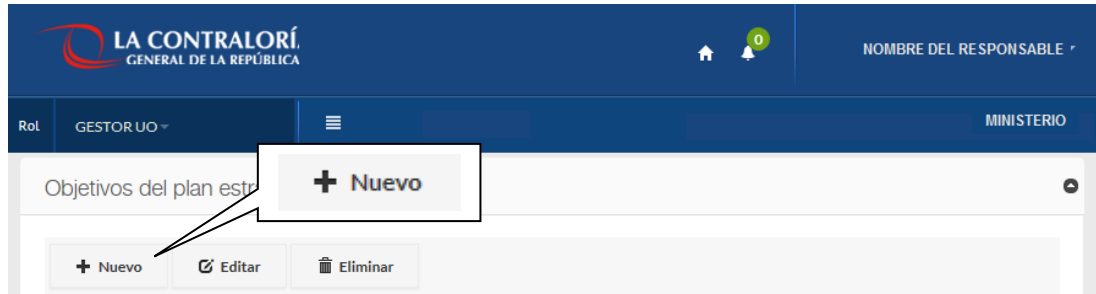 LA CONTRALORÍ
GENERAL DE LA REPÚBLICA
0
NOMBRE DEL RESPONSABLE
Rol GESTOR UO
MINISTERIO
Objetivos del plan estr
+ Nuevo
+ Nuevo Editar Eliminar